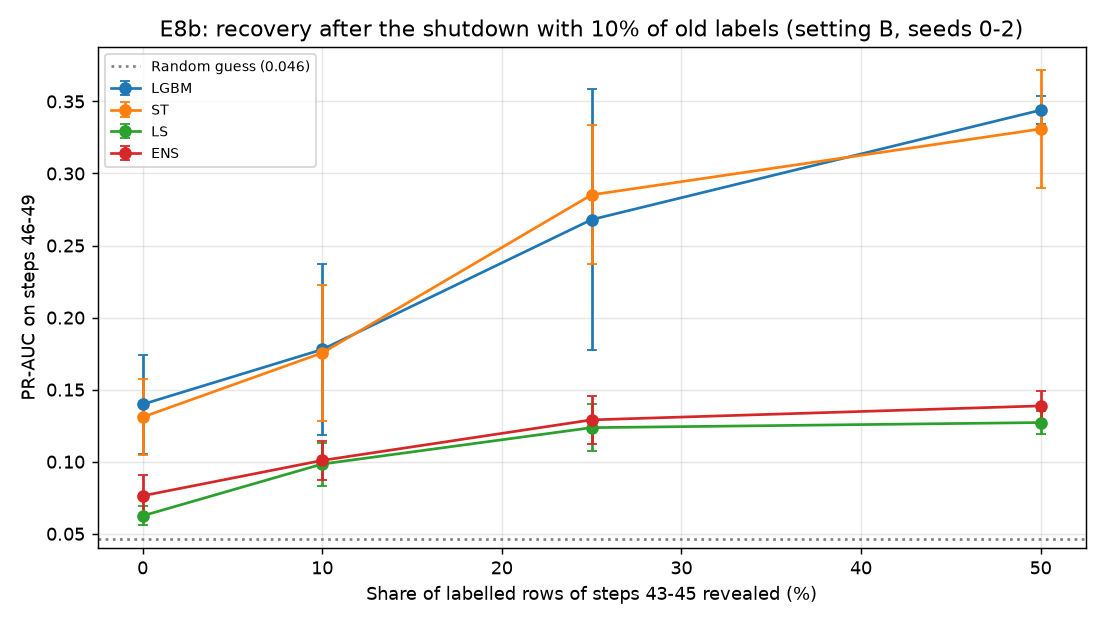 E8b: recovery after the shutdown with 10% of old labels (setting B, seeds 0-2)
Random guess (0.046)
LGBM
ST
LS
ENS
PR-AUC on steps 46-49
0.35
0.30
0.25
0.20
0.15
0.10
0.05
0 10 20 30 40 50
Share of labelled rows of steps 43-45 revealed (%)